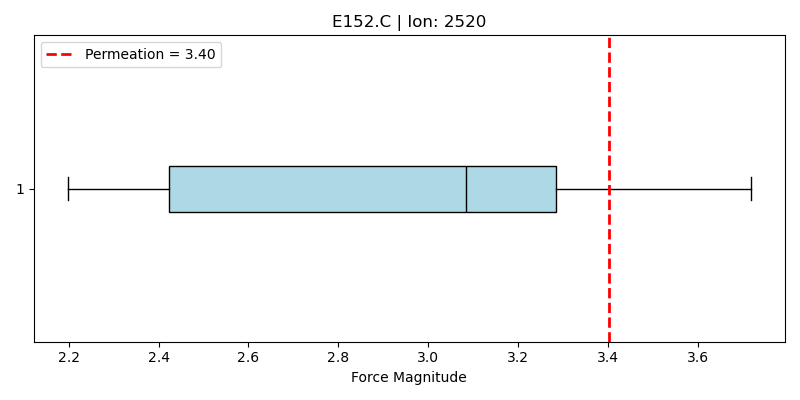 E152.C | Ion: 2520
Permeation = 3.40
1
2.2 2.4 2.6 2.8 3.0 3.2 3.4 3.6
Force Magnitude